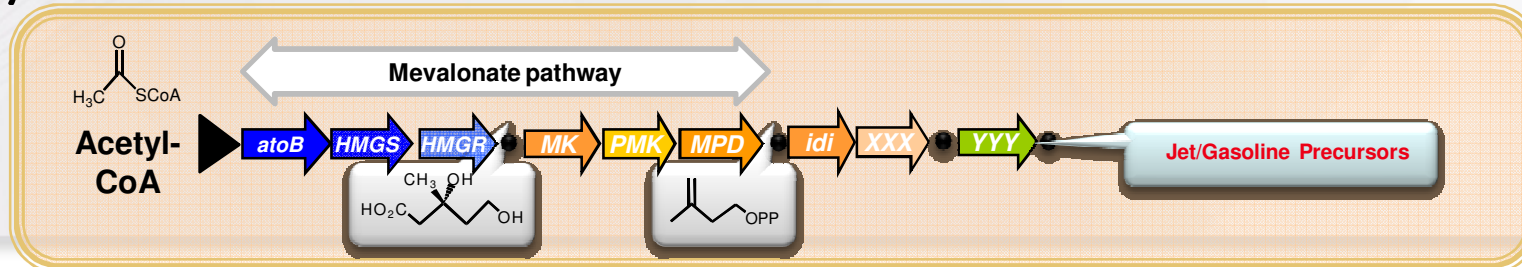 Mevalonate pathway
O
H3C
SCoA
Acetyl-
CoA
atoB
HMGS
HMGR
MK
PMK
MPD
idi
XXX
YYY
Jet/Gasoline Precursors
CH3 OH
HO2C
OH
OPP